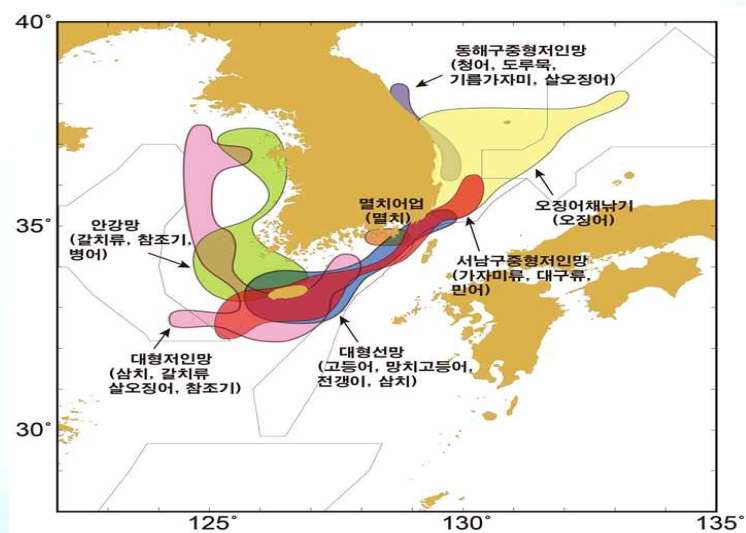 40°
동해구중형저인망
(청어, 도루묵,
기름가자미, 살오징어)
멸치어업
(멸치)
오징어채낚기
(오징어)
35°
안강망
(갈치류, 참조기,
병어)
서남구중형저인망
(가자미류, 대구류,
민어)
대형저인망
(삼치, 갈치류
살오징어, 참조기)
대형선망
(고등어, 망치고등어,
전갱이, 삼치)
30°
125°
130°
135°